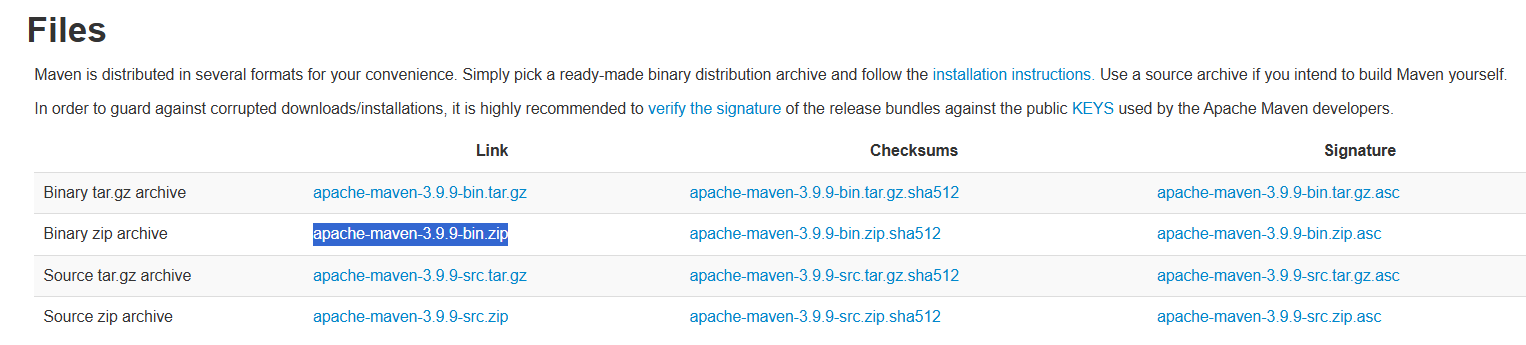 Files
Maven is distributed in several formats for your convenience. Simply pick a ready-made binary distribution archive and follow the installation instructions. Use a source archive if you intend to build Maven yourself.
In order to guard against corrupted downloads/installations, it is highly recommended to verify the signature of the release bundles against the public KEYS used by the Apache Maven developers.
Link Checksums Signature
Binary tar.gz archive apache-maven-3.9.9-bin.tar.gz apache-maven-3.9.9-bin.tar.gz.sha512 apache-maven-3.9.9-bin.tar.gz.asc
Binary zip archive apache-maven-3.9.9-bin.zip apache-maven-3.9.9-bin.zip.sha512 apache-maven-3.9.9-bin.zip.asc
Source tar.gz archive apache-maven-3.9.9-src.tar.gz apache-maven-3.9.9-src.tar.gz.sha512 apache-maven-3.9.9-src.tar.gz.asc
Source zip archive apache-maven-3.9.9-src.zip apache-maven-3.9.9-src.zip.sha512 apache-maven-3.9.9-src.zip.asc